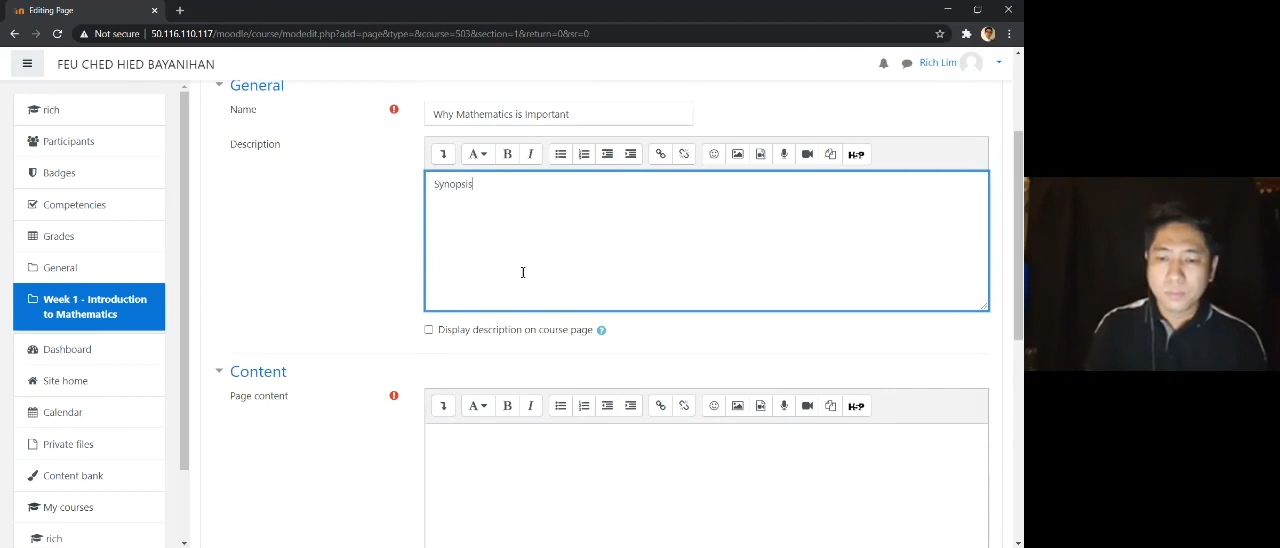 Editing Page
Not secure
50.116.110.117/moodle/course/modedit.php?add=page&type=&course=503&section=1&return=0&sr=0
FEU CHED HIED BAYANIHAN
Rich Lim
rich
Participants
Badges
Competencies
Grades
General
Week 1 - Introduction
to Mathematics
Dashboard
Site home
Calendar
Private files
Content bank
My courses
rich
General
Name
Why Mathematics is Important
Description
A B I
H5P
Synopsis
Display description on course page
Content
Page content
A B I
H5P